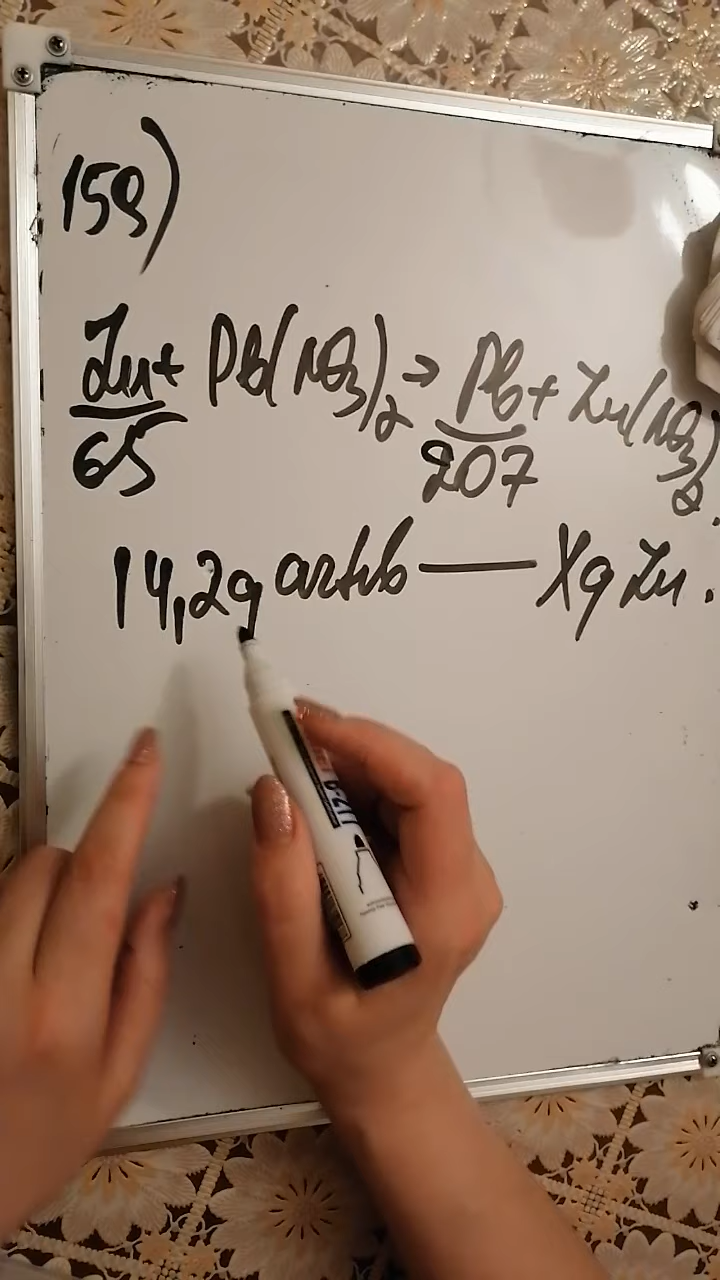 159)
Zn + Pb(NO3)2 → Pb + Zn(NO3)2.
65 207
14,2g artıb — Xg Zn.